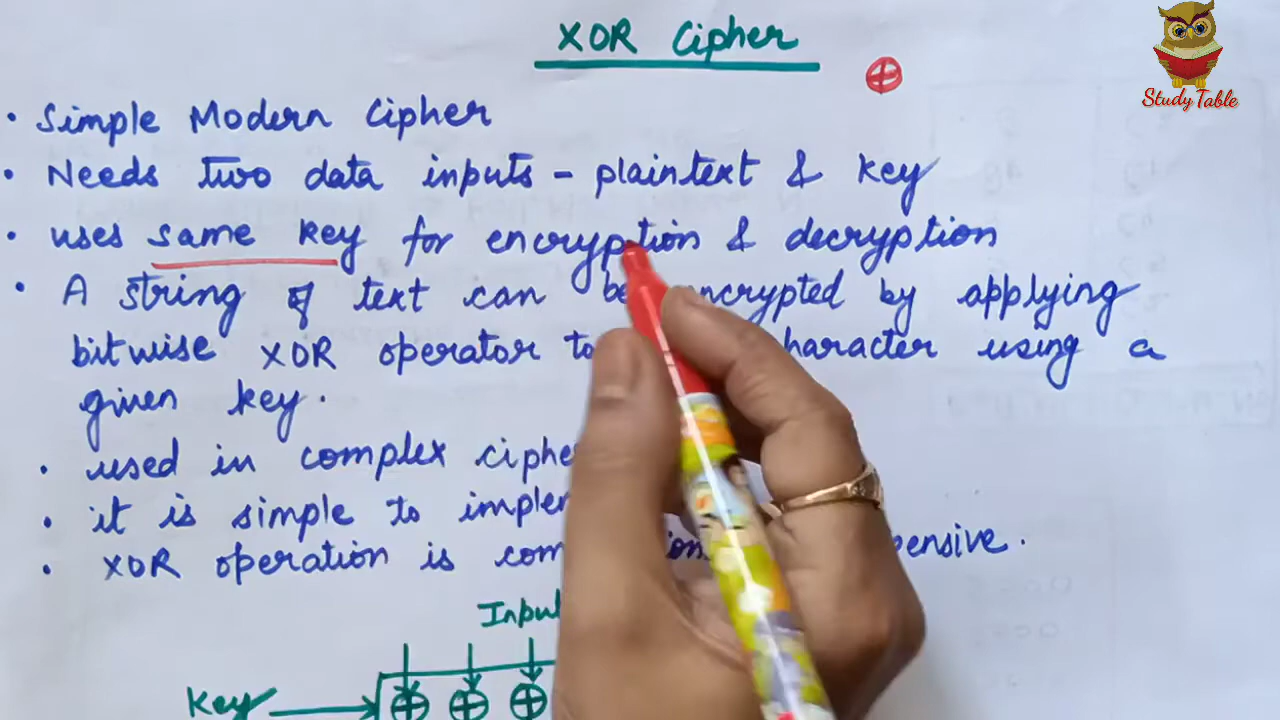 XOR Cipher
Study Table
• Simple Modern Cipher
• Needs two data inputs - plaintext & key
• uses same key for encryption & decryption
• A string of text can be encrypted by applying
bitwise XOR operator to character using a
given key.
• used in complex
• it is simple to
• XOR operation is
Key